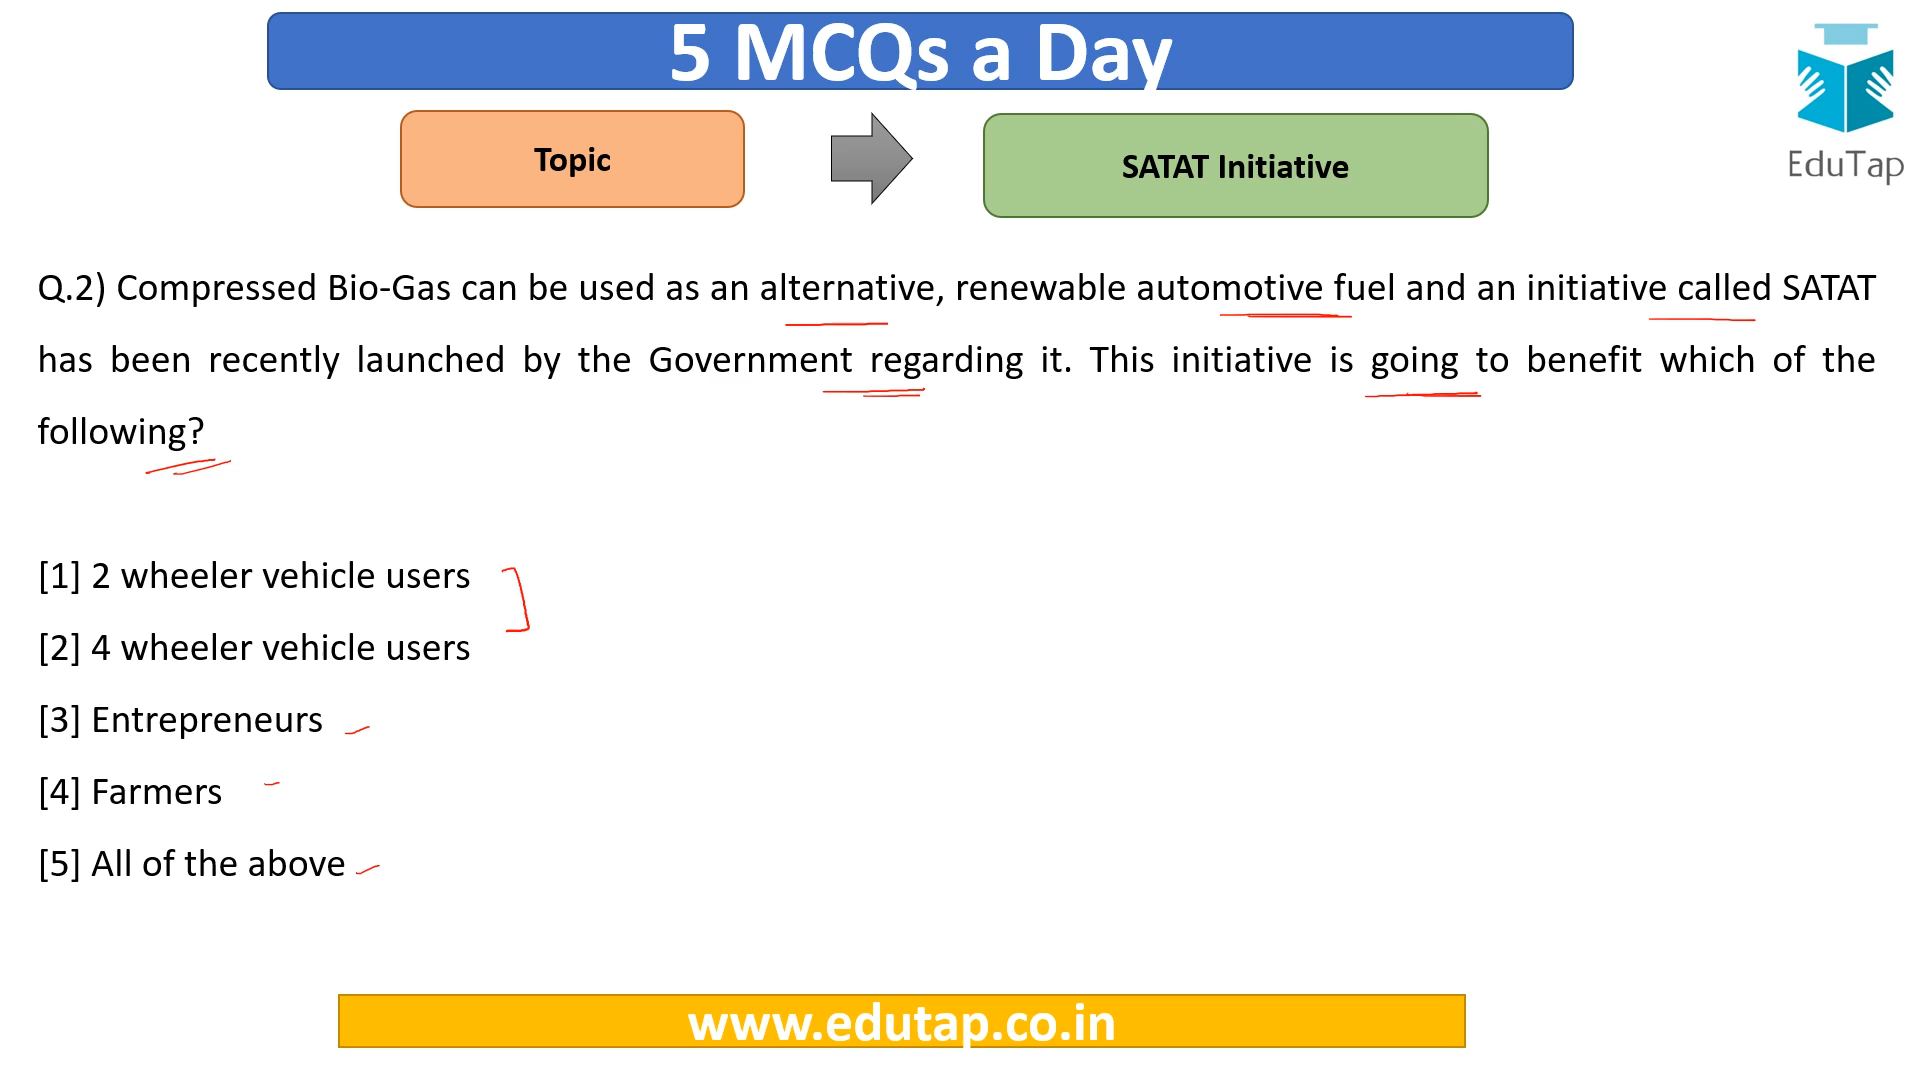 5 MCQs a Day
Topic
SATAT Initiative
EduTap
Q.2) Compressed Bio-Gas can be used as an alternative, renewable automotive fuel and an initiative called SATAT
has been recently launched by the Government regarding it. This initiative is going to benefit which of the
following?
[1] 2 wheeler vehicle users
[2] 4 wheeler vehicle users
[3] Entrepreneurs
[4] Farmers
[5] All of the above
www.edutap.co.in